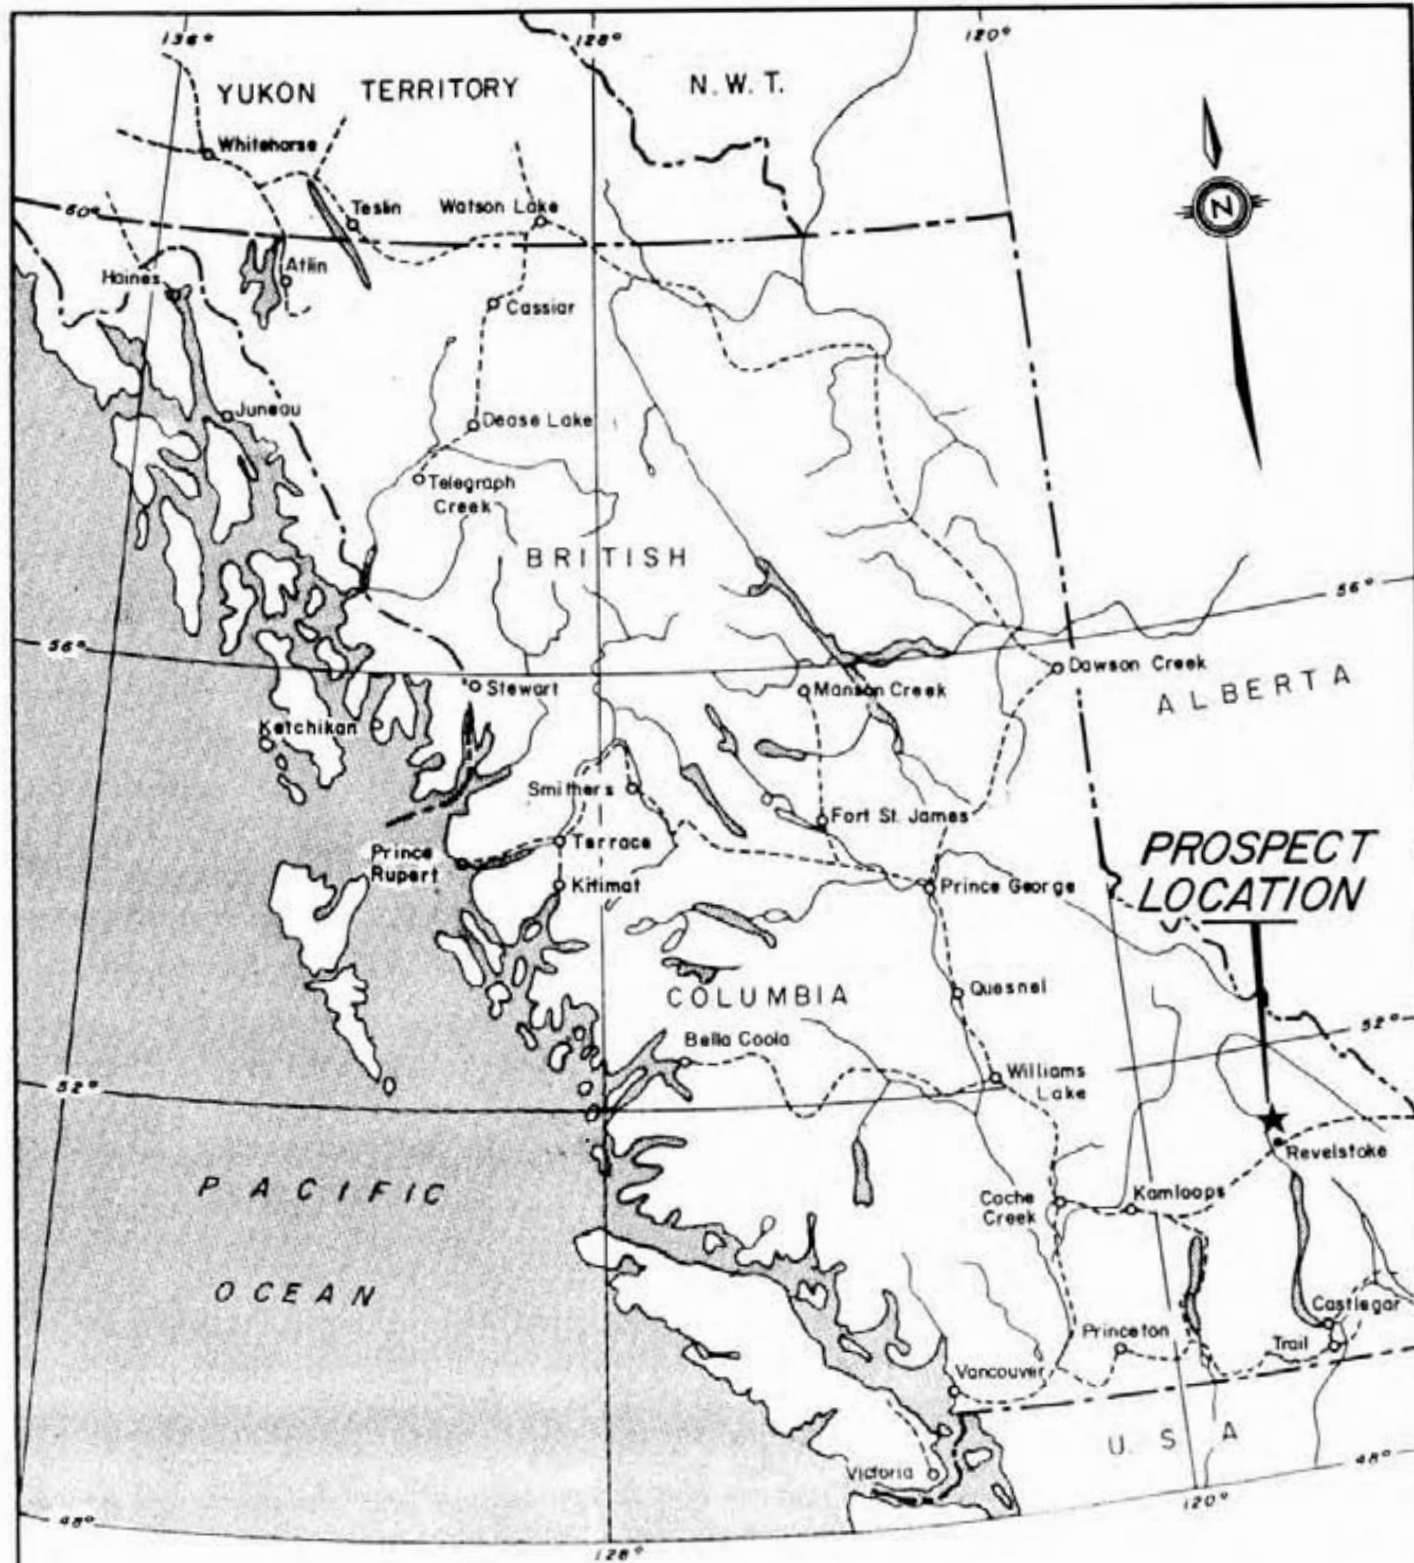 136°
128°
120°
YUKON TERRITORY
N.W.T.
Whitehorse
60°
Teslin
Watson Lake
N
Haines
Atlin
Cassiar
Juneau
Dease Lake
Telegraph
Creek
BRITISH
56°
56°
Stewart
Manson Creek
Dawson Creek
ALBERTA
Ketchikan
Smithers
Fort St. James
Terrace
Prince
Rupert
Kitimat
Prince George
PROSPECT
LOCATION
Quesnel
COLUMBIA
52°
Bella Coola
Williams
Lake
52°
Revelstoke
PACIFIC
Cache
Creek
Kamloops
OCEAN
Castlegar
Princeton
Trail
Vancouver
U. S A
Victoria
48°
120°
48°
128°